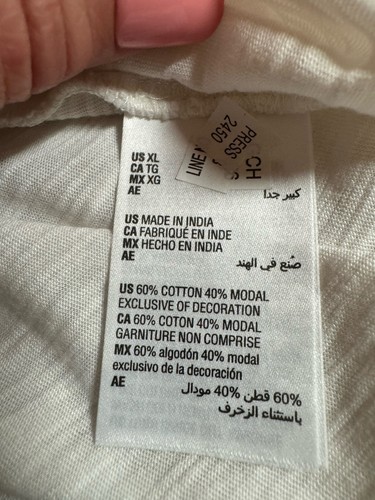 PRESS
2450
LINEN
CH
US XL
CA TG
MX XG
AE
كبير جدا
US MADE IN INDIA
CA FABRIQUÉ EN INDE
MX HECHO EN INDIA
AE
صُنع في الهند
US 60% COTTON 40% MODAL
EXCLUSIVE OF DECORATION
CA 60% COTON 40% MODAL
GARNITURE NON COMPRISE
MX 60% algodón 40% modal
exclusivo de la decoración
AE
60% قطن 40% مودال
باستثناء الزخرف